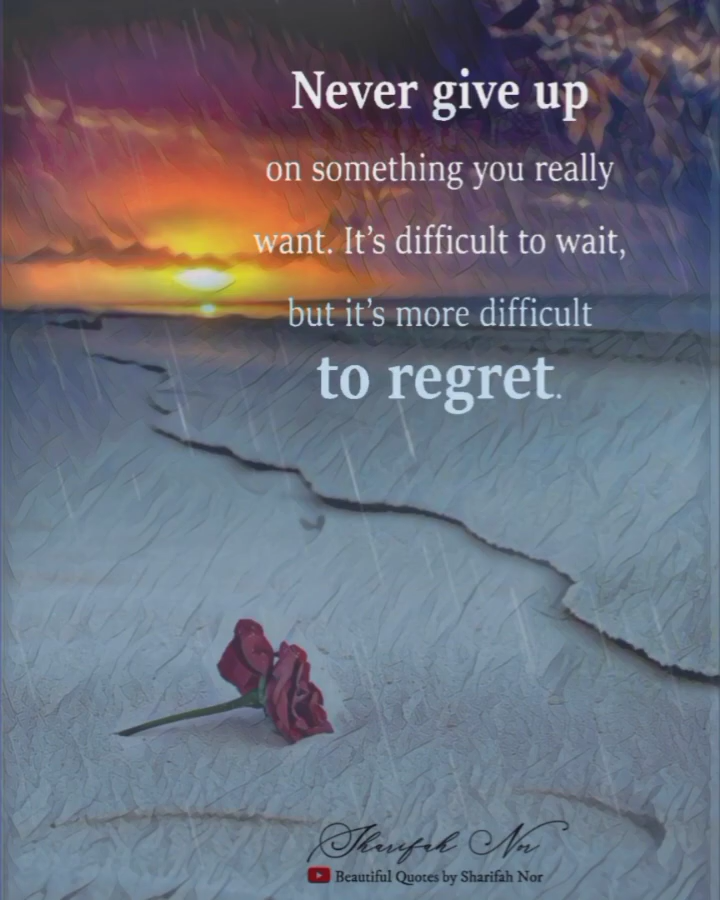 Never give up
on something you really
want. It's difficult to wait,
but it's more difficult
to regret.
Sharifah Nor
Beautiful Quotes by Sharifah Nor